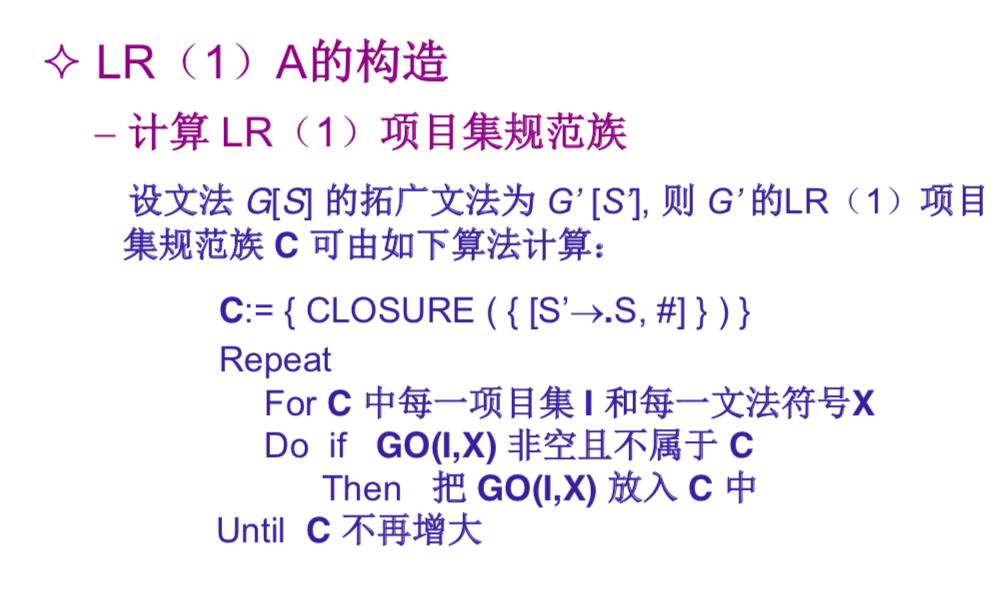 ✧ LR（1）A的构造
– 计算 LR（1）项目集规范族
设文法 G[S] 的拓广文法为 G’ [S’], 则 G’ 的LR（1）项目
集规范族 C 可由如下算法计算：
C:= { CLOSURE ( { [S’→.S, #] } ) }
Repeat
For C 中每一项目集 I 和每一文法符号X
Do if GO(I,X) 非空且不属于 C
Then 把 GO(I,X) 放入 C 中
Until C 不再增大